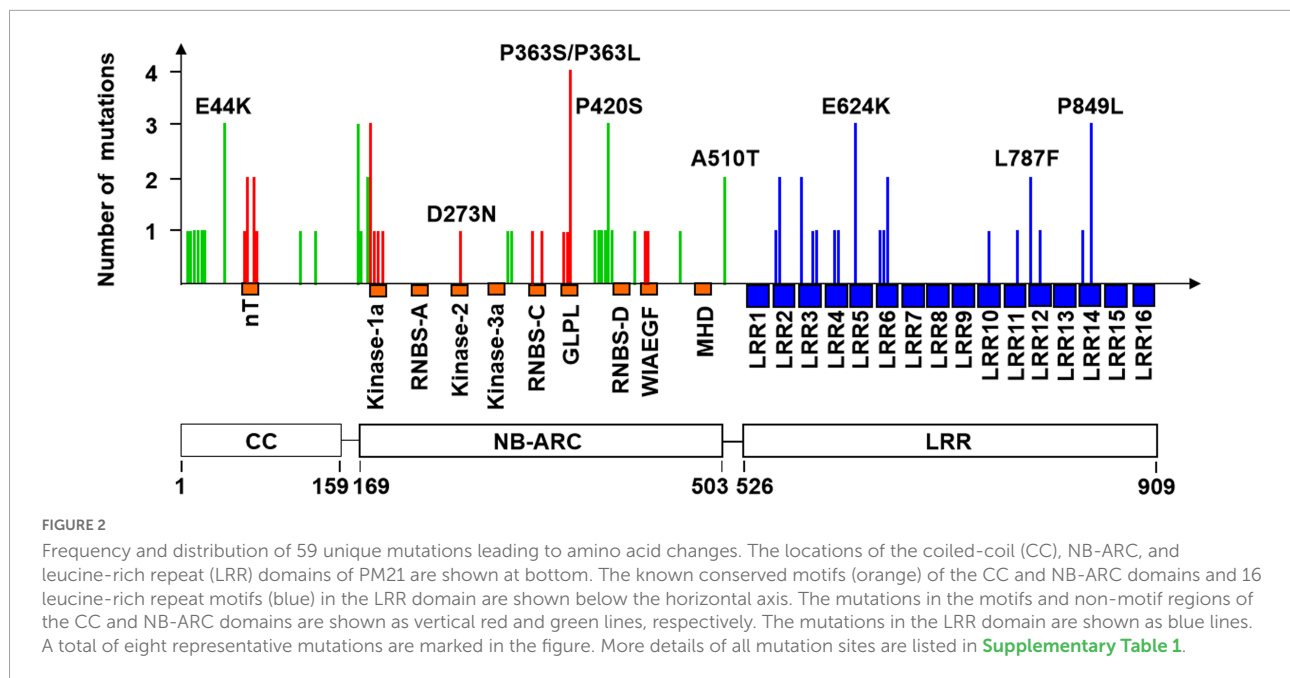 P363S/P363L
4
E44K
P420S
E624K
P849L
3
A510T
L787F
2
D273N
1
Number of mutations
nT
Kinase-1a
RNBS-A
Kinase-2
Kinase-3a
RNBS-C
GLPL
RNBS-D
WIAEGF
MHD
LRR1
LRR2
LRR3
LRR4
LRR5
LRR6
LRR7
LRR8
LRR9
LRR10
LRR11
LRR12
LRR13
LRR14
LRR15
LRR16
CC
NB-ARC
LRR
1
159
169
503
526
909
FIGURE 2
Frequency and distribution of 59 unique mutations leading to amino acid changes. The locations of the coiled-coil (CC), NB-ARC, and
leucine-rich repeat (LRR) domains of PM21 are shown at bottom. The known conserved motifs (orange) of the CC and NB-ARC domains and 16
leucine-rich repeat motifs (blue) in the LRR domain are shown below the horizontal axis. The mutations in the motifs and non-motif regions of
the CC and NB-ARC domains are shown as vertical red and green lines, respectively. The mutations in the LRR domain are shown as blue lines.
A total of eight representative mutations are marked in the figure. More details of all mutation sites are listed in Supplementary Table 1.